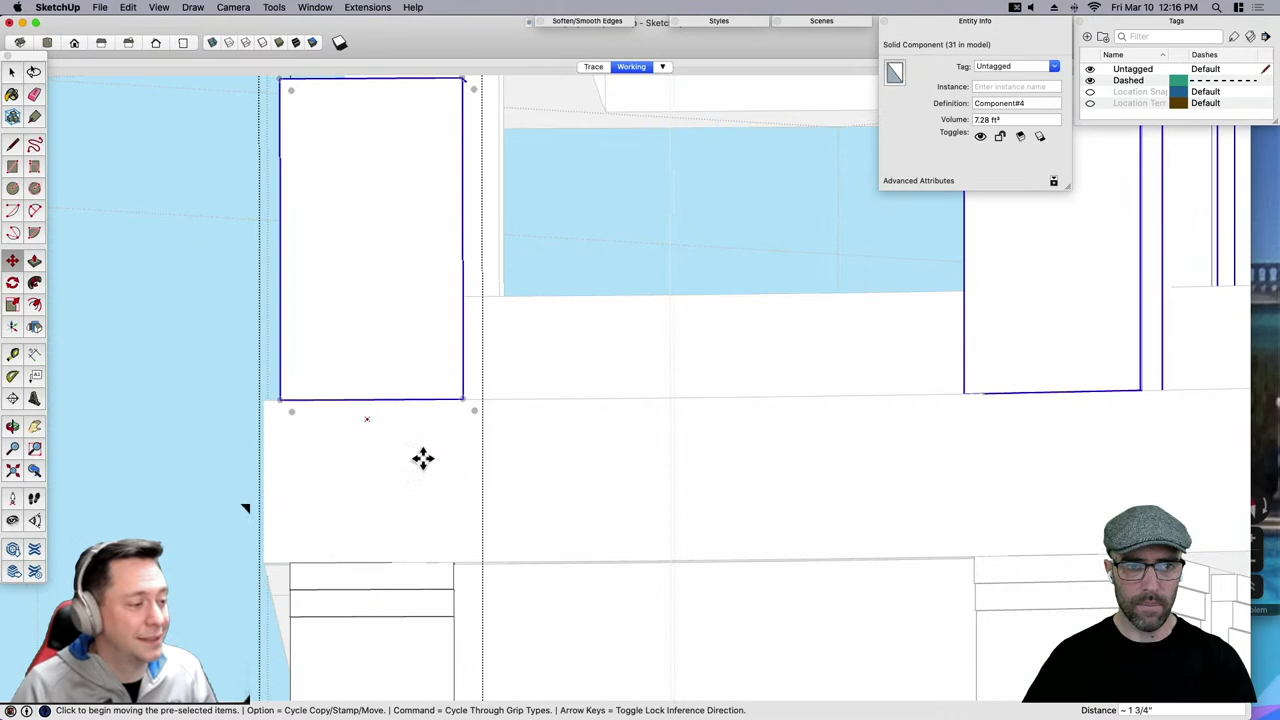 SketchUp File Edit View Draw Camera Tools Window Extensions Help
Fri Mar 10 12:16 PM
Soften/Smooth Edges
Styles
Scenes
Entity Info
Tags
Solid Component (31 in model)
Filter
Name Dashes
Trace Working
Tag: Untagged
Untagged Default
Dashed
Instance: Enter instance name
Default
Definition: Component#4
Default
Volume: 7.28 ft³
Toggles:
Advanced Attributes
Click to begin moving the pre-selected items. | Option = Cycle Copy/Stamp/Move. | Command = Cycle Through Grip Types. | Arrow Keys = Toggle Lock Inference Direction.
Distance ~ 1 3/4"